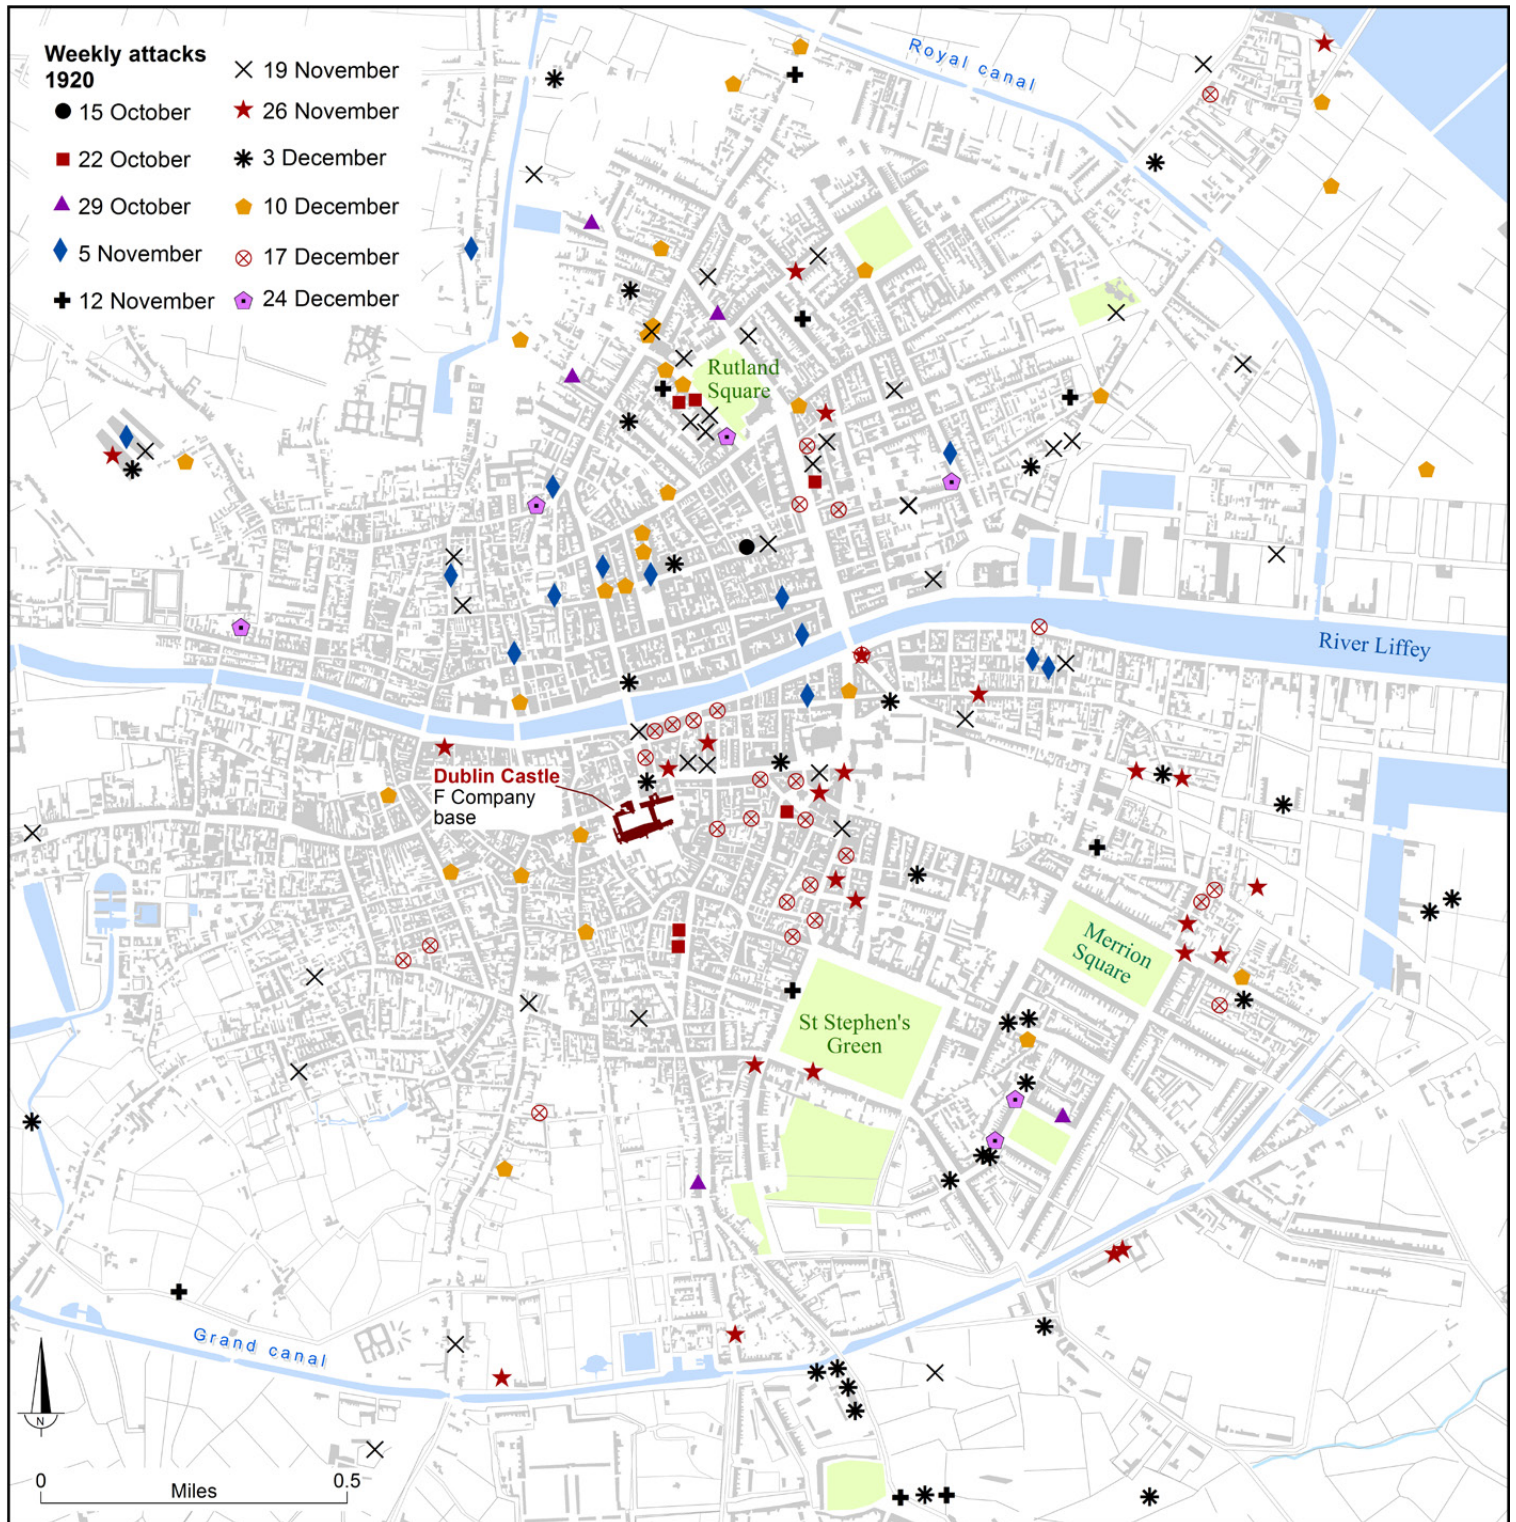 Weekly attacks
1920
15 October
22 October
29 October
5 November
12 November
19 November
26 November
3 December
10 December
17 December
24 December
Royal canal
Rutland
Square
River Liffey
Dublin Castle
F Company
base
Merrion
Square
St Stephen's
Green
Grand canal
N
0 0.5
Miles